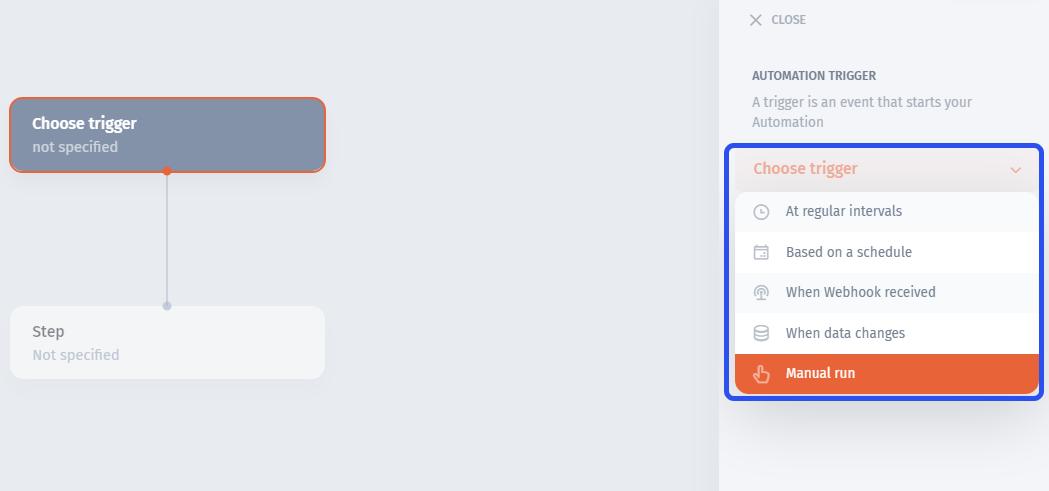 CLOSE
AUTOMATION TRIGGER
A trigger is an event that starts your
Automation
Choose trigger
not specified
Choose trigger
At regular intervals
Based on a schedule
When Webhook received
When data changes
Manual run
Step
Not specified